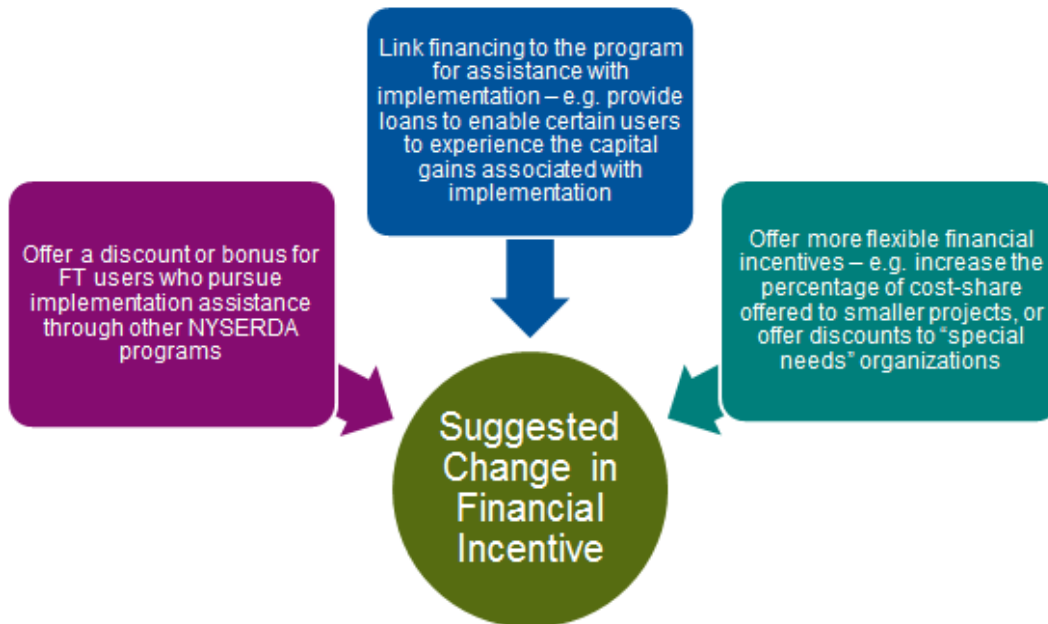 Link financing to the program
for assistance with
implementation – e.g. provide
loans to enable certain users
to experience the capital
gains associated with
implementation
Offer a discount or bonus for
FT users who pursue
implementation assistance
through other NYSERDA
programs
Offer more flexible financial
incentives – e.g. increase the
percentage of cost-share
offered to smaller projects, or
offer discounts to “special
needs” organizations
Suggested
Change in
Financial
Incentive